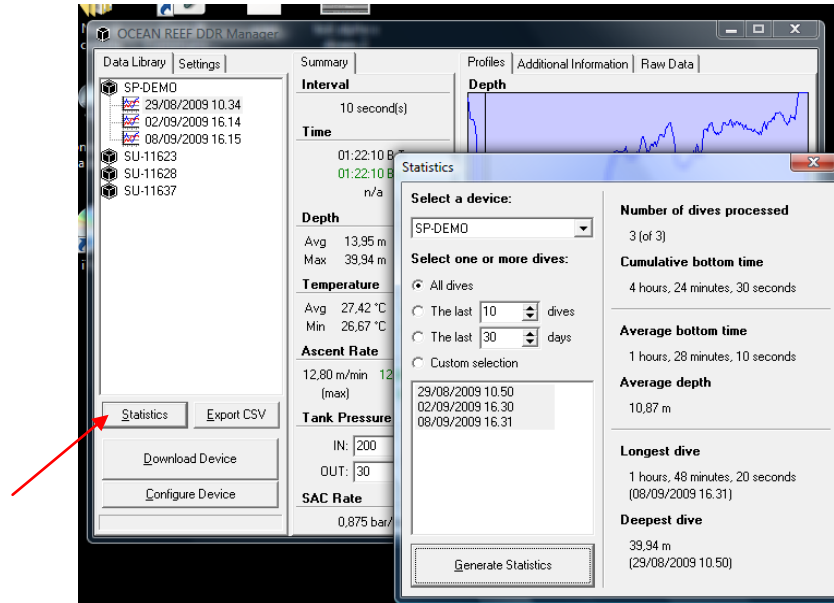 OCEAN REEF DDR Manager
Data Library
Settings
SP-DEMO
29/08/2009 10.34
02/09/2009 16.14
08/09/2009 16.15
SU-11623
SU-11628
SU-11637
Statistics
Export CSV
Download Device
Configure Device
Summary
Interval
10 second(s)
Time
01:22:10
01:22:10
n/a
Depth
Avg 13,95 m
Max 39,94 m
Temperature
Avg 27,42 °C
Min 26,67 °C
Ascent Rate
12,80 m/min 12
(max)
Tank Pressure
IN: 200
OUT: 30
SAC Rate
0,875 bar/
Profiles
Additional Information
Raw Data
Depth
Statistics
Select a device:
SP-DEMO
Select one or more dives:
All dives
The last 10 dives
The last 30 days
Custom selection
29/08/2009 10.50
02/09/2009 16.30
08/09/2009 16.31
Generate Statistics
Number of dives processed
3 (of 3)
Cumulative bottom time
4 hours, 24 minutes, 30 seconds
Average bottom time
1 hours, 28 minutes, 10 seconds
Average depth
10,87 m
Longest dive
1 hours, 48 minutes, 20 seconds
(08/09/2009 16.31)
Deepest dive
39,94 m
(29/08/2009 10.50)